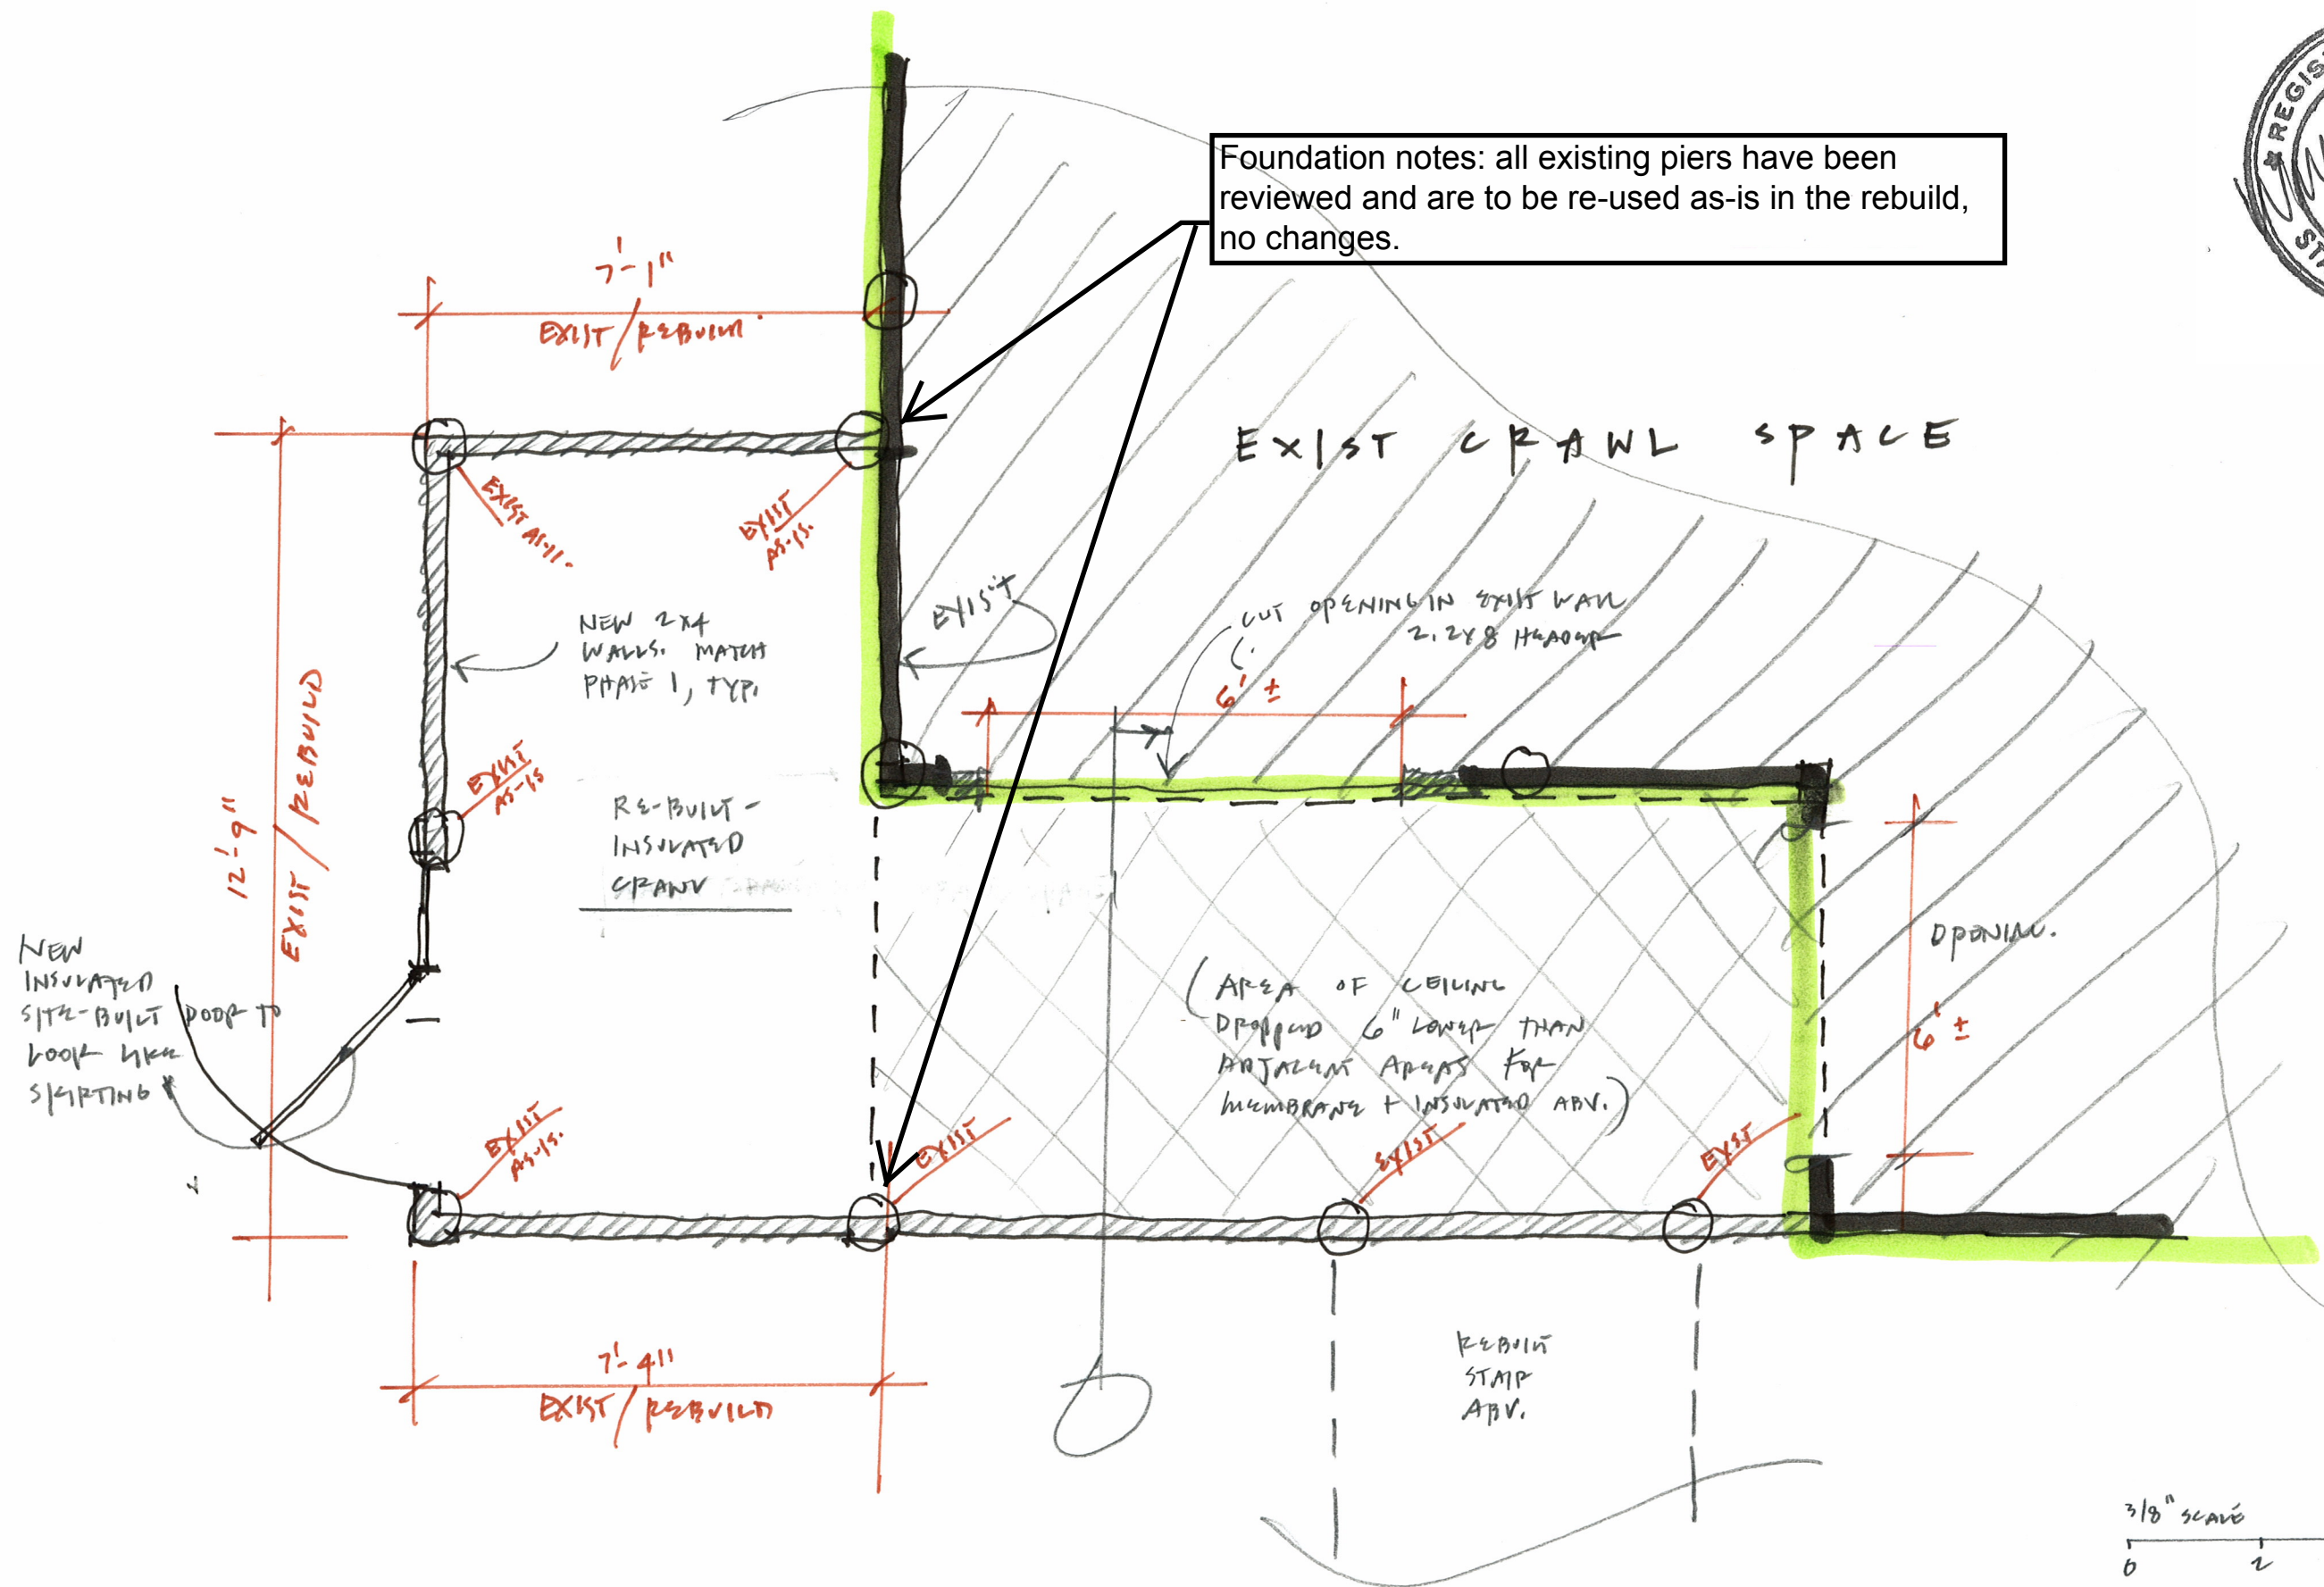 Foundation notes: all existing piers have been
reviewed and are to be re-used as-is in the rebuild,
no changes.
REGIS
STA
7'-1"
EXIST / REBUILD.
EXIST CRAWL SPACE
EXIST AS-IS.
EXIST
AS-IS.
NEW 2x4
WALLS. MATCH
PHASE 1, TYP.
EXIST
CUT OPENING IN EXIST WALL
2.2x8 HEADER
6' ±
12'-9"
EXIST / REBUILD
EXIST
AS-IS
RE-BUILT-
INSULATED
CRAWL
NEW
INSULATED
SITE-BUILT DOOR TO
LOOK LIKE
SKIRTING
OPENING.
6' ±
(AREA OF CEILING
DROPPED 6" LOWER THAN
ADJACENT AREAS FOR
MEMBRANE + INSULATED ABV.)
EXIST
AS-IS.
EXIST
EXIST
EXIST
7'-4"
EXIST / REBUILD
REBUILT
STAIR
ABV.
3/8" SCALE
0 2